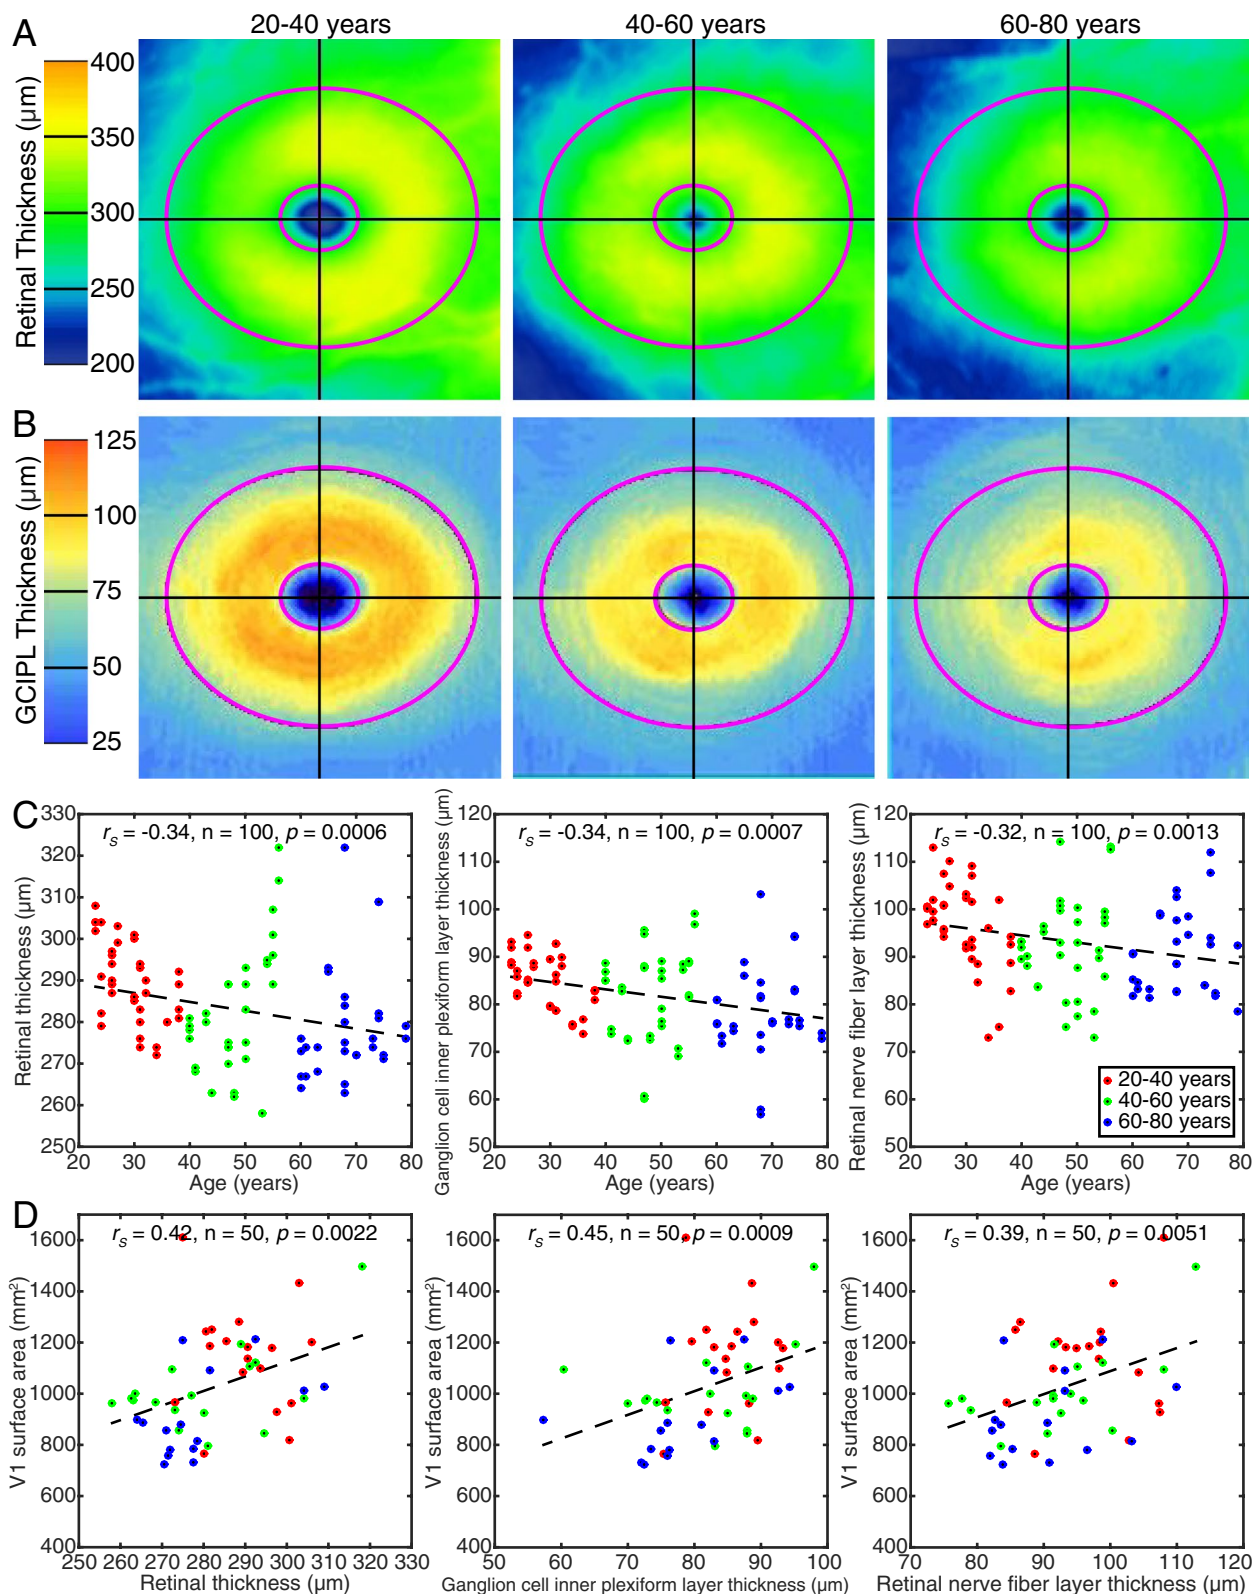 A
20-40 years
40-60 years
60-80 years
Retinal Thickness (µm)
400
350
300
250
200
B
GCIPL Thickness (µm)
125
100
75
50
25
C
Retinal thickness (µm)
330
320
310
300
290
280
270
260
250
20 30 40 50 60 70 80
Age (years)
rS = -0.34, n = 100, p = 0.0006
Ganglion cell inner plexiform layer thickness (µm)
120
110
100
90
80
70
60
50
20 30 40 50 60 70 80
Age (years)
rS = -0.34, n = 100, p = 0.0007
Retinal nerve fiber layer thickness (µm)
120
110
100
90
80
70
60
50
20 30 40 50 60 70 80
Age (years)
rS = -0.32, n = 100, p = 0.0013
20-40 years
40-60 years
60-80 years
D
V1 surface area (mm²)
1600
1400
1200
1000
800
600
400
250 260 270 280 290 300 310 320 330
Retinal thickness (µm)
rS = 0.42, n = 50, p = 0.0022
V1 surface area (mm²)
1600
1400
1200
1000
800
600
400
50 60 70 80 90 100
Ganglion cell inner plexiform layer thickness (µm)
rS = 0.45, n = 50, p = 0.0009
V1 surface area (mm²)
1600
1400
1200
1000
800
600
400
70 80 90 100 110 120
Retinal nerve fiber layer thickness (µm)
rS = 0.39, n = 50, p = 0.0051